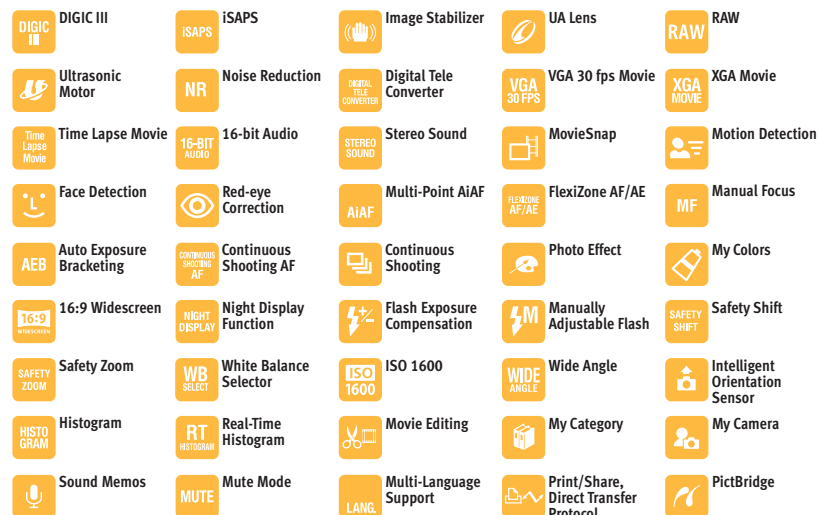 DIGIC III
DIGIC III
iSAPS
iSAPS
Image Stabilizer
UA Lens
RAW
RAW
Ultrasonic
Motor
NR
Noise Reduction
DIGITAL
TELE
CONVERTER
Digital Tele
Converter
VGA
30 FPS
VGA 30 fps Movie
XGA
MOVIE
XGA Movie
Time
Lapse
Movie
Time Lapse Movie
16-BIT
AUDIO
16-bit Audio
STEREO
SOUND
Stereo Sound
MovieSnap
Motion Detection
Face Detection
Red-eye
Correction
AiAF
Multi-Point AiAF
FLEXIZONE
AF/AE
FlexiZone AF/AE
MF
Manual Focus
AEB
Auto Exposure
Bracketing
CONTINUOUS
SHOOTING
AF
Continuous
Shooting AF
Continuous
Shooting
Photo Effect
My Colors
16:9
WIDESCREEN
16:9 Widescreen
NIGHT
DISPLAY
Night Display
Function
Flash Exposure
Compensation
M
Manually
Adjustable Flash
SAFETY
SHIFT
Safety Shift
SAFETY
ZOOM
Safety Zoom
WB
SELECT
White Balance
Selector
ISO
1600
ISO 1600
WIDE
ANGLE
Wide Angle
Intelligent
Orientation
Sensor
HISTO
GRAM
Histogram
RT
HISTOGRAM
Real-Time
Histogram
Movie Editing
My Category
My Camera
Sound Memos
MUTE
Mute Mode
LANG.
Multi-Language
Support
Print/Share,
Direct Transfer
Protocol
PictBridge